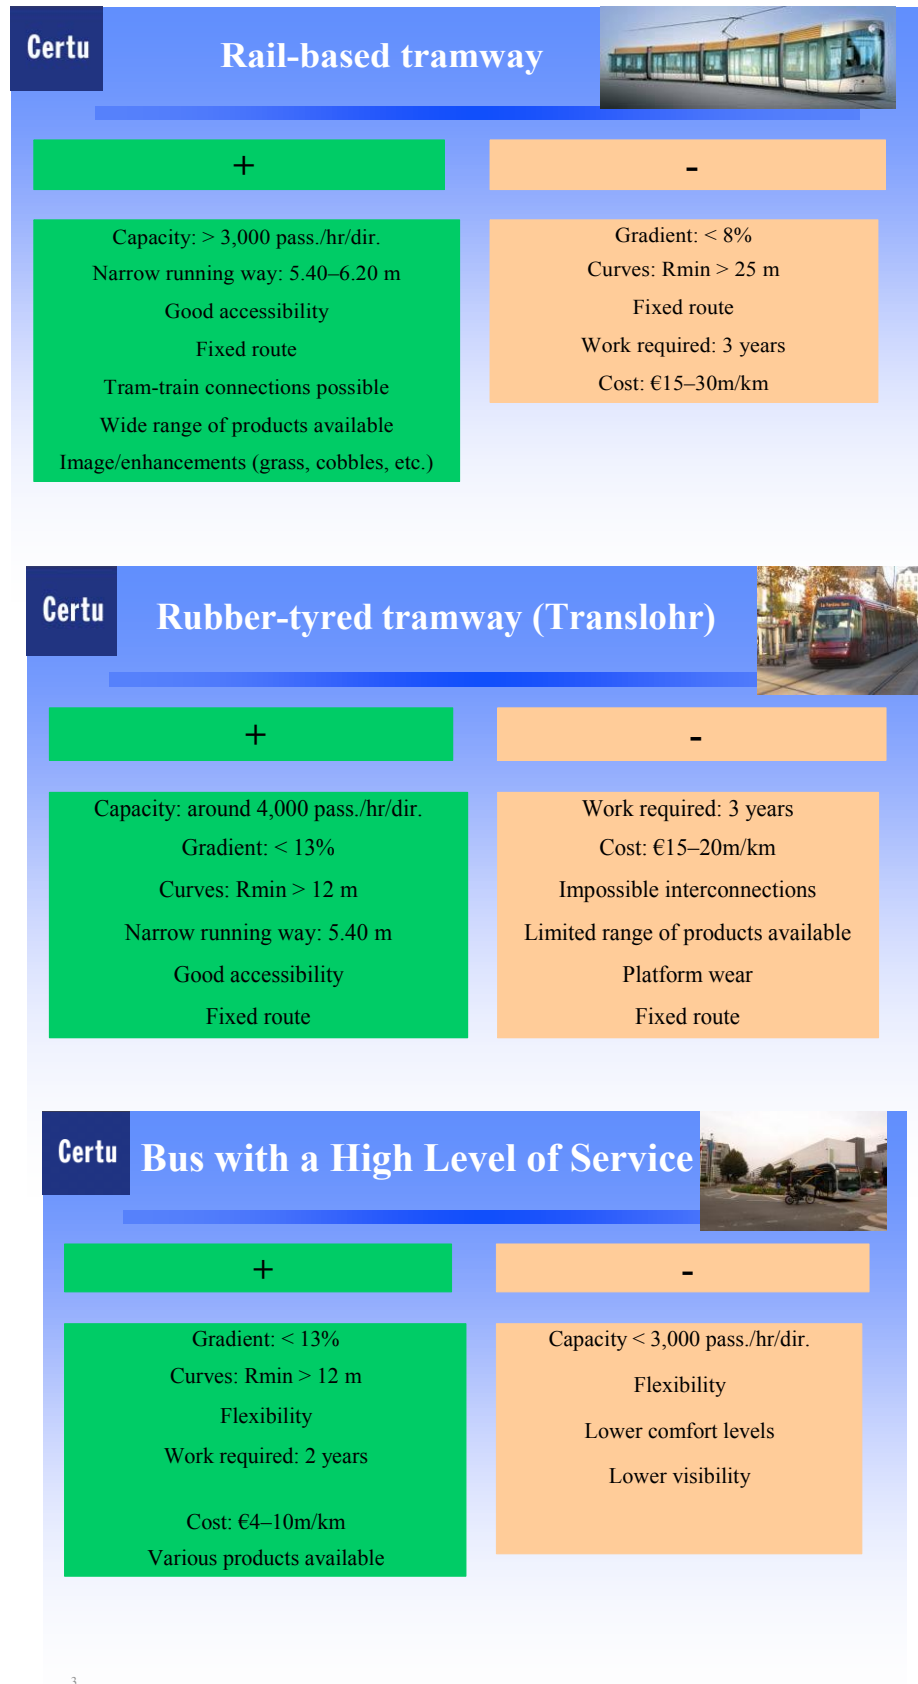 Certu
Rail-based tramway
+
-
Capacity: > 3,000 pass./hr/dir.
Narrow running way: 5.40–6.20 m
Good accessibility
Fixed route
Tram-train connections possible
Wide range of products available
Image/enhancements (grass, cobbles, etc.)
Gradient: < 8%
Curves: Rmin > 25 m
Fixed route
Work required: 3 years
Cost: €15–30m/km
Certu
Rubber-tyred tramway (Translohr)
+
-
Capacity: around 4,000 pass./hr/dir.
Gradient: < 13%
Curves: Rmin > 12 m
Narrow running way: 5.40 m
Good accessibility
Fixed route
Work required: 3 years
Cost: €15–20m/km
Impossible interconnections
Limited range of products available
Platform wear
Fixed route
Certu
Bus with a High Level of Service
+
-
Gradient: < 13%
Curves: Rmin > 12 m
Flexibility
Work required: 2 years
Cost: €4–10m/km
Various products available
Capacity < 3,000 pass./hr/dir.
Flexibility
Lower comfort levels
Lower visibility
3